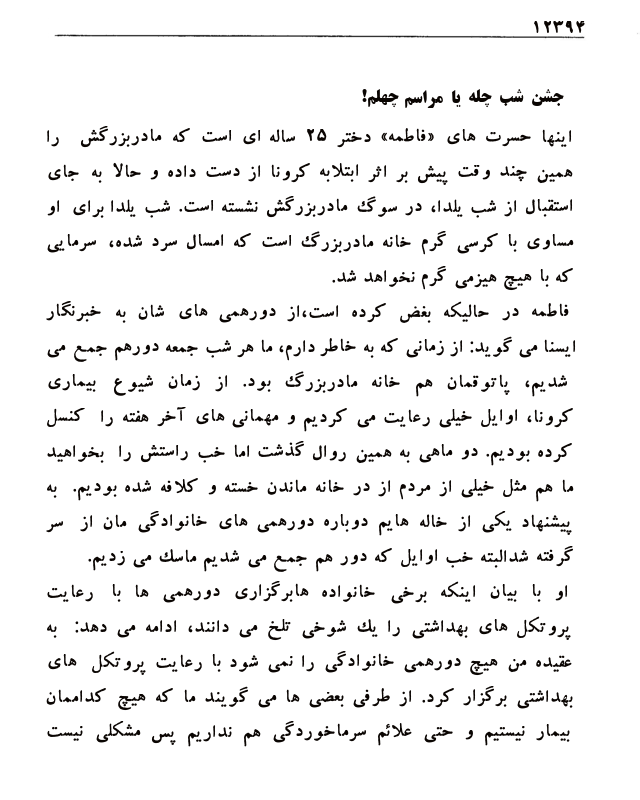 ۱۲۳۹۴
جشن شب چله یا مراسم چهلم!
اینها حسرت های «فاطمه» دختر ۲۵ ساله ای است که مادربزرگش را
همین چند وقت پیش بر اثر ابتلابه کرونا از دست داده و حالا به جای
استقبال از شب یلدا، در سوگ مادربزرگش نشسته است. شب یلدا برای او
مساوی با کرسی گرم خانه مادربزرگ است که امسال سرد شده، سرمایی
که با هیچ هیزمی گرم نخواهد شد.
فاطمه در حالیکه بغض کرده است،از دورهمی های شان به خبرنگار
ایسنا می گوید: از زمانی که به خاطر دارم، ما هر شب جمعه دورهم جمع می
شدیم، پاتوقمان هم خانه مادربزرگ بود. از زمان شیوع بیماری
کرونا، اوایل خیلی رعایت می کردیم و مهمانی های آخر هفته را کنسل
کرده بودیم. دو ماهی به همین روال گذشت اما خب راستش را بخواهید
ما هم مثل خیلی از مردم از در خانه ماندن خسته و کلافه شده بودیم. به
پیشنهاد یکی از خاله هایم دوباره دورهمی های خانوادگی مان از سر
گرفته شدالبته خب اوایل که دور هم جمع می شدیم ماسك می زدیم.
او با بیان اینکه برخی خانواده هابرگزاری دورهمی ها با رعایت
پروتکل های بهداشتی را یك شوخی تلخ می دانند، ادامه می دهد: به
عقیده من هیچ دورهمی خانوادگی را نمی شود با رعایت پروتکل های
بهداشتی برگزار کرد. از طرفی بعضی ها می گویند ما که هیچ کداممان
بیمار نیستیم و حتی علائم سرماخوردگی هم نداریم پس مشکلی نیست